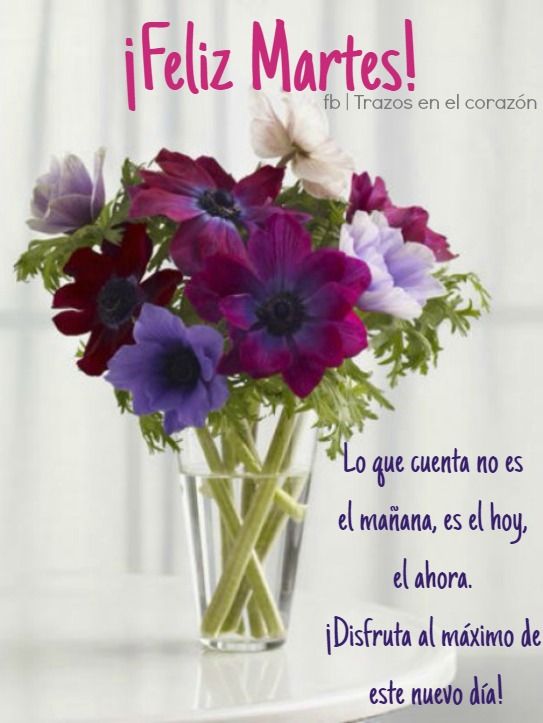 ¡Feliz Martes!
fb | Trazos en el corazón
Lo que cuenta no es
el mañana, es el hoy,
el ahora.
¡Disfruta al máximo de
este nuevo día!